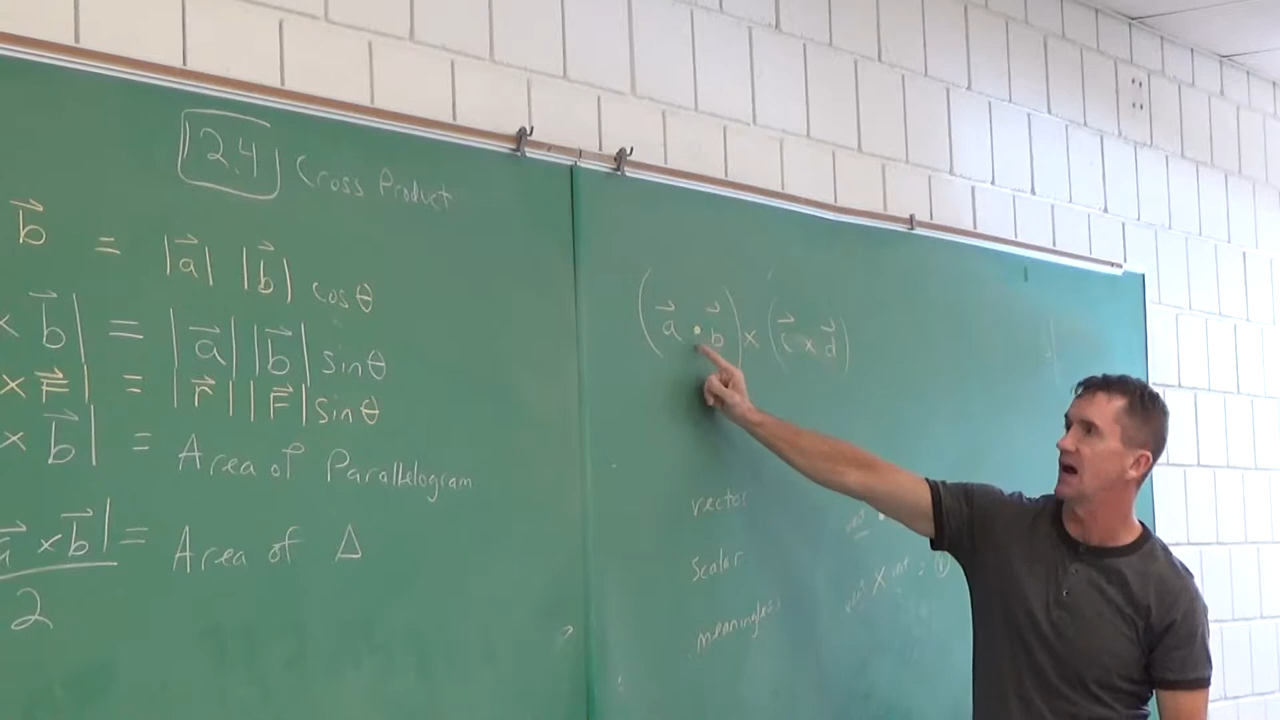 12.4 Cross Product
b⃗ = |a⃗| |b⃗| cos θ
× b⃗| = |a⃗| |b⃗| sin θ
× F⃗| = |r⃗| |F⃗| sin θ
× b⃗| = Area of Parallelogram
a⃗ × b⃗| = Area of Δ
2
(a⃗ • b⃗) × (c⃗ × d⃗)
vector
Scalar
meaningless